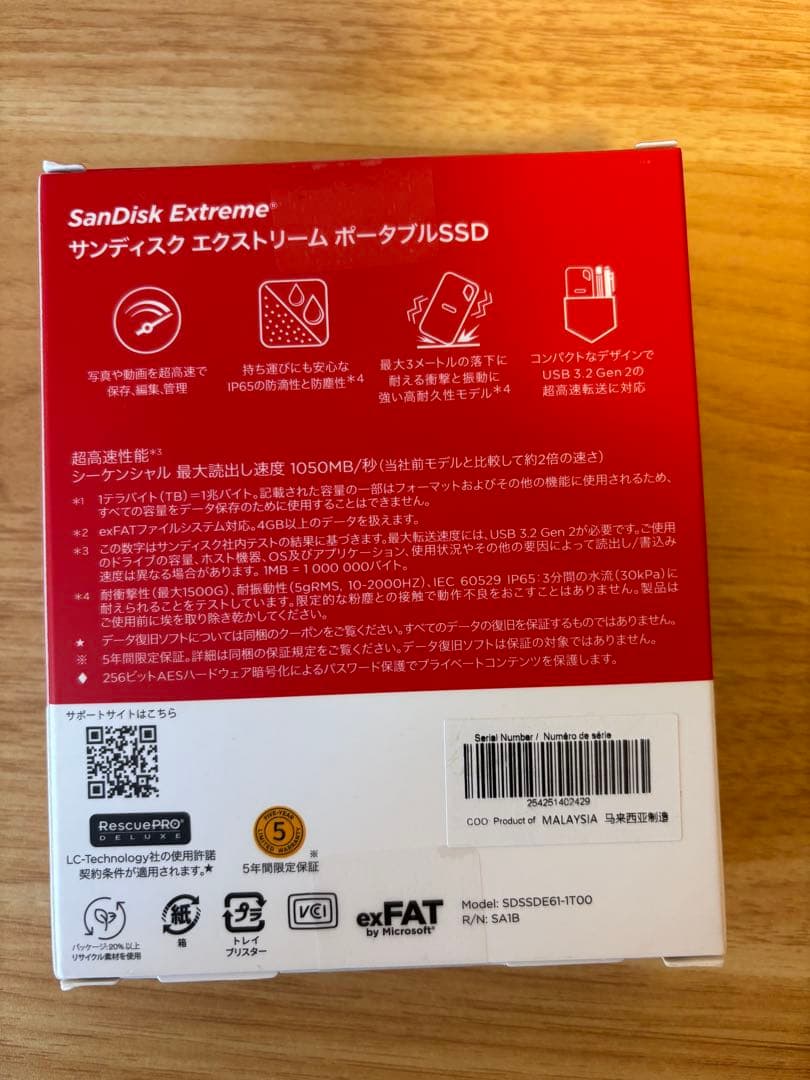 SanDisk Extreme®
サンディスク エクストリーム ポータブルSSD
写真や動画を超高速で
保存、編集、管理
持ち運びにも安心な
IP65の防滴性と防塵性*4
最大3メートルの落下に
耐える衝撃と振動に
強い高耐久性モデル*4
コンパクトなデザインで
USB 3.2 Gen 2の
超高速転送に対応
超高速性能*3
シーケンシャル 最大読出し速度 1050MB/秒(当社前モデルと比較して約2倍の速さ)
*1 1テラバイト(TB)=1兆バイト。記載された容量の一部はフォーマットおよびその他の機能に使用されるため、
すべての容量をデータ保存のために使用することはできません。
*2 exFATファイルシステム対応。4GB以上のデータを扱えます。
*3 この数字はサンディスク社内テストの結果に基づきます。最大転送速度には、USB 3.2 Gen 2が必要です。ご使用
のドライブの容量、ホスト機器、OS及びアプリケーション、使用状況やその他の要因によって読出し/書込み
速度は異なる場合があります。1MB=1 000 000バイト。
*4 耐衝撃性(最大1500G)、耐振動性(5gRMS, 10-2000HZ)、IEC 60529 IP65:3分間の水流(30kPa)に
耐えられることをテストしています。限定的な粉塵との接触で動作不良をおこすことはありません。製品は
ご使用前に埃を取り除き乾かしてください。
★ データ復旧ソフトについては同梱のクーポンをご覧ください。すべてのデータの復旧を保証するものではありません。
※ 5年間限定保証。詳細は同梱の保証規定をご覧ください。データ復旧ソフトは保証の対象ではありません。
♦ 256ビットAESハードウェア暗号化によるパスワード保護でプライベートコンテンツを保護します。
サポートサイトはこちら
Serial Number / Numéro de série
254251402429
COO: Product of MALAYSIA 马来西亚制造
RescuePRO®
DELUXE
LC-Technology社の使用許諾
契約条件が適用されます。★
FIVE-YEAR
5
LIMITED WARRANTY
※
5年間限定保証
パッケージ:20%以上
リサイクル素材を使用
紙
箱
プラ
トレイ
ブリスター
VCI
exFAT
by Microsoft®
Model: SDSSDE61-1T00
R/N: SA1B